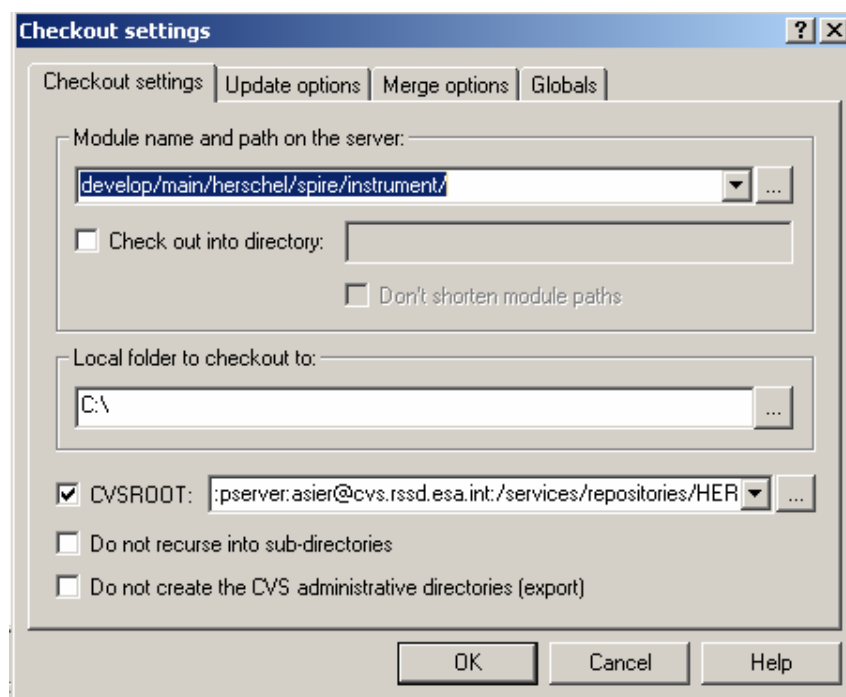 Checkout settings
Checkout settings Update options Merge options Globals
Module name and path on the server:
develop/main/herschel/spire/instrument/
...
Check out into directory:
Don't shorten module paths
Local folder to checkout to:
C:\
...
CVSROOT: :pserver:asier@cvs.rssd.esa.int:/services/repositories/HER ...
Do not recurse into sub-directories
Do not create the CVS administrative directories (export)
OK Cancel Help